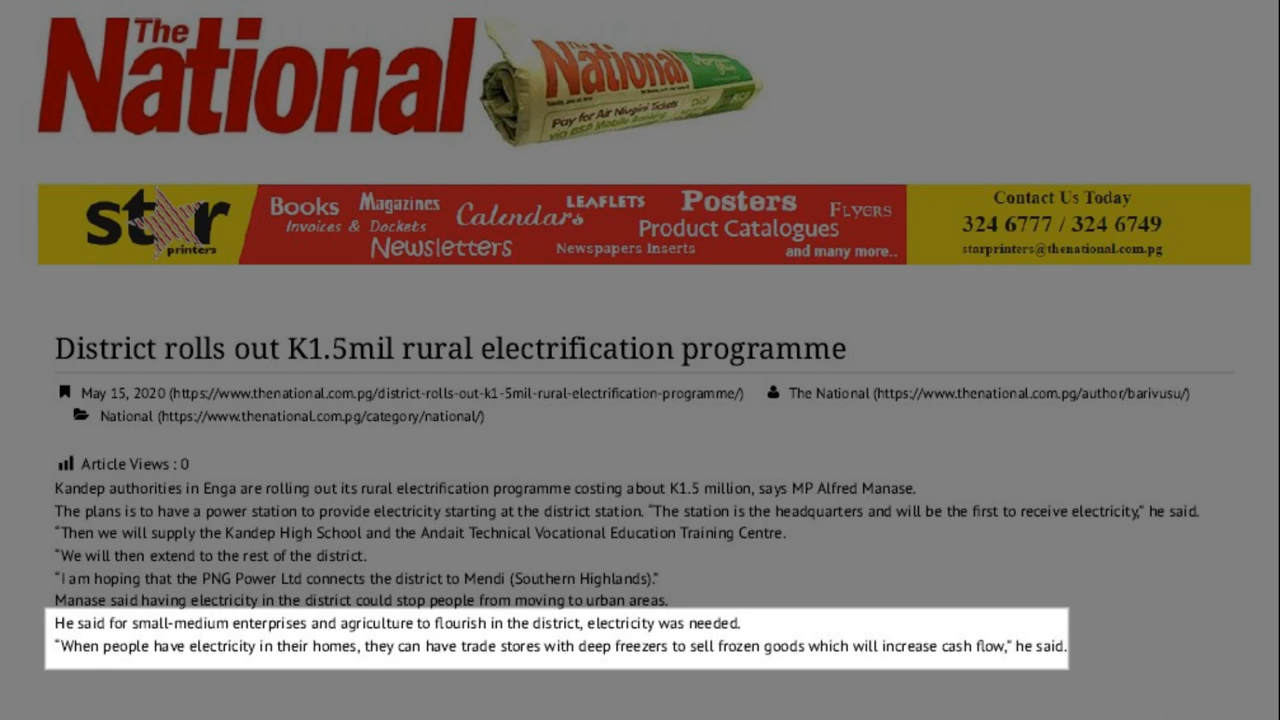 The
National
The
National
Pay for Air Niugini Tickets
via BSP Mobile Banking
star
printers
Books Magazines LEAFLETS Posters FLYERS
Invoices & Dockets Calendars Product Catalogues
Newsletters Newspapers Inserts and many more..
Contact Us Today
324 6777 / 324 6749
starprinters@thenational.com.pg
District rolls out K1.5mil rural electrification programme
May 15, 2020 (https://www.thenational.com.pg/district-rolls-out-k1-5mil-rural-electrification-programme/) The National (https://www.thenational.com.pg/author/barivusu/)
National (https://www.thenational.com.pg/category/national/)
Article Views : 0
Kandep authorities in Enga are rolling out its rural electrification programme costing about K1.5 million, says MP Alfred Manase.
The plans is to have a power station to provide electricity starting at the district station. “The station is the headquarters and will be the first to receive electricity,” he said.
“Then we will supply the Kandep High School and the Andait Technical Vocational Education Training Centre.
“We will then extend to the rest of the district.
“I am hoping that the PNG Power Ltd connects the district to Mendi (Southern Highlands).”
Manase said having electricity in the district could stop people from moving to urban areas.
He said for small-medium enterprises and agriculture to flourish in the district, electricity was needed.
“When people have electricity in their homes, they can have trade stores with deep freezers to sell frozen goods which will increase cash flow,” he said.